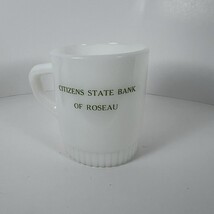 CITIZENS STATE BANK
OF ROSEAU